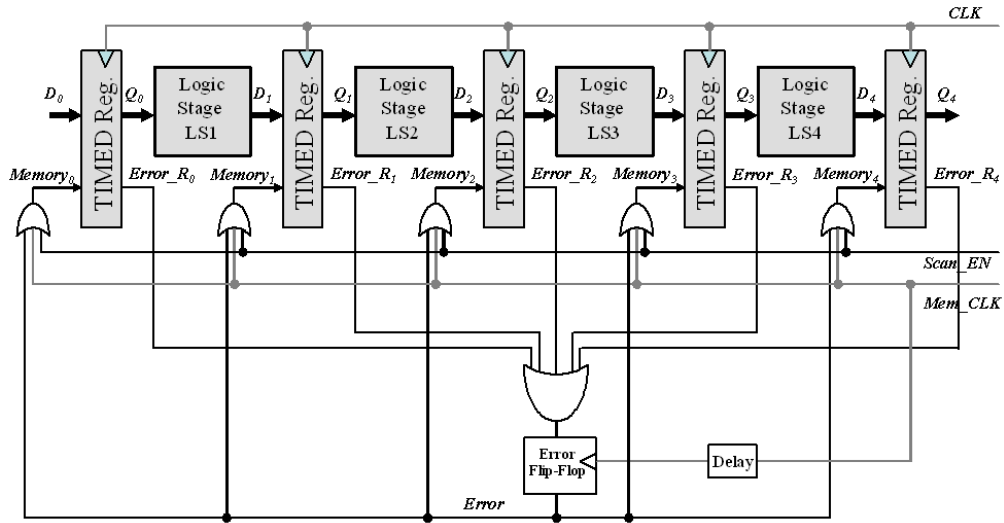 CLK
TIMED Reg.
TIMED Reg.
TIMED Reg.
TIMED Reg.
TIMED Reg.
D0
Q0
Logic
Stage
LS1
D1
Q1
Logic
Stage
LS2
D2
Q2
Logic
Stage
LS3
D3
Q3
Logic
Stage
LS4
D4
Q4
Memory0
Error_R0
Memory1
Error_R1
Memory2
Error_R2
Memory3
Error_R3
Memory4
Error_R4
Scan_EN
Mem_CLK
Error
Flip-Flop
Delay
Error